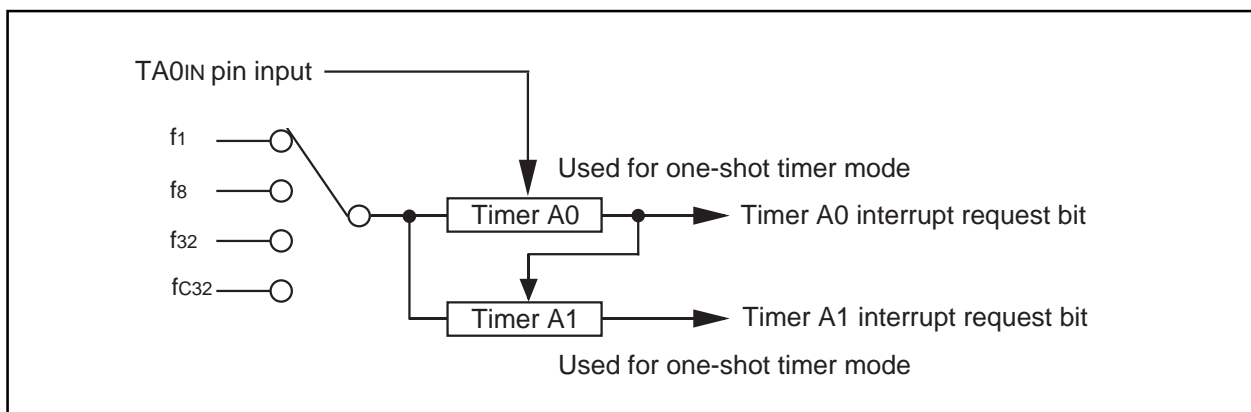 TA0IN pin input
f1
f8
f32
fC32
Used for one-shot timer mode
Timer A0
Timer A0 interrupt request bit
Timer A1
Timer A1 interrupt request bit
Used for one-shot timer mode